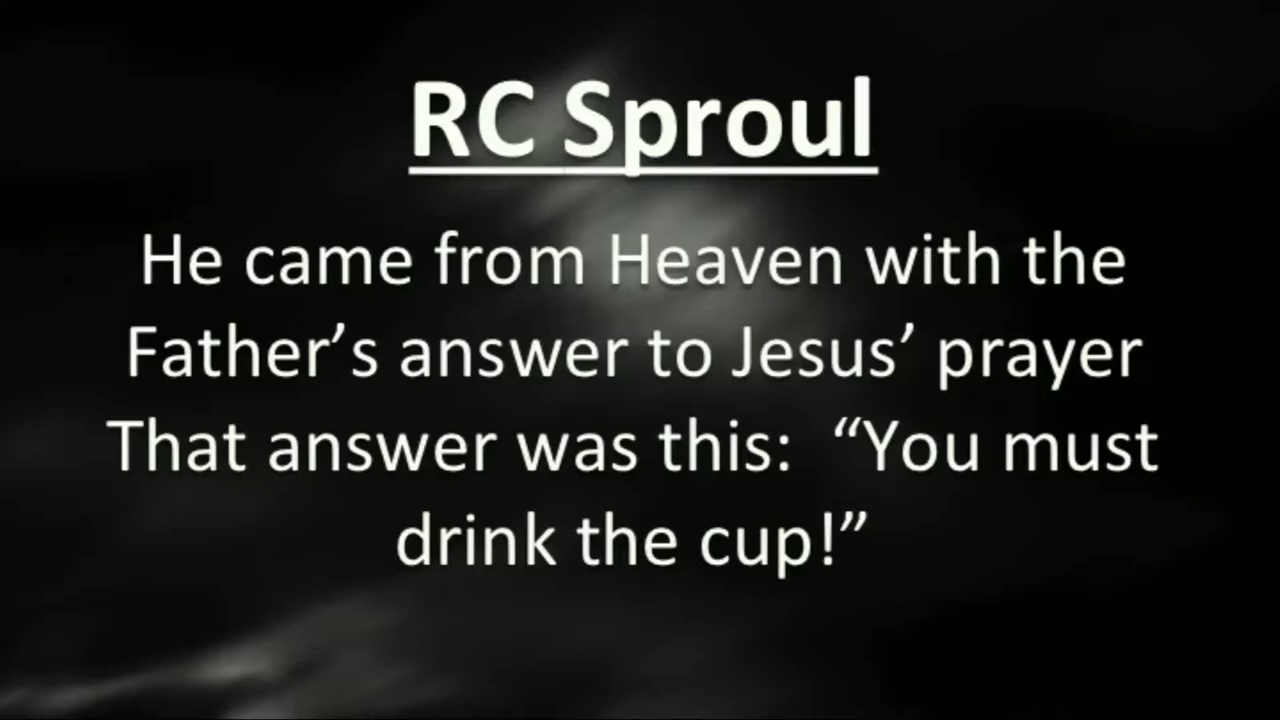 RC Sproul
He came from Heaven with the
Father’s answer to Jesus’ prayer
That answer was this:  “You must
drink the cup!”